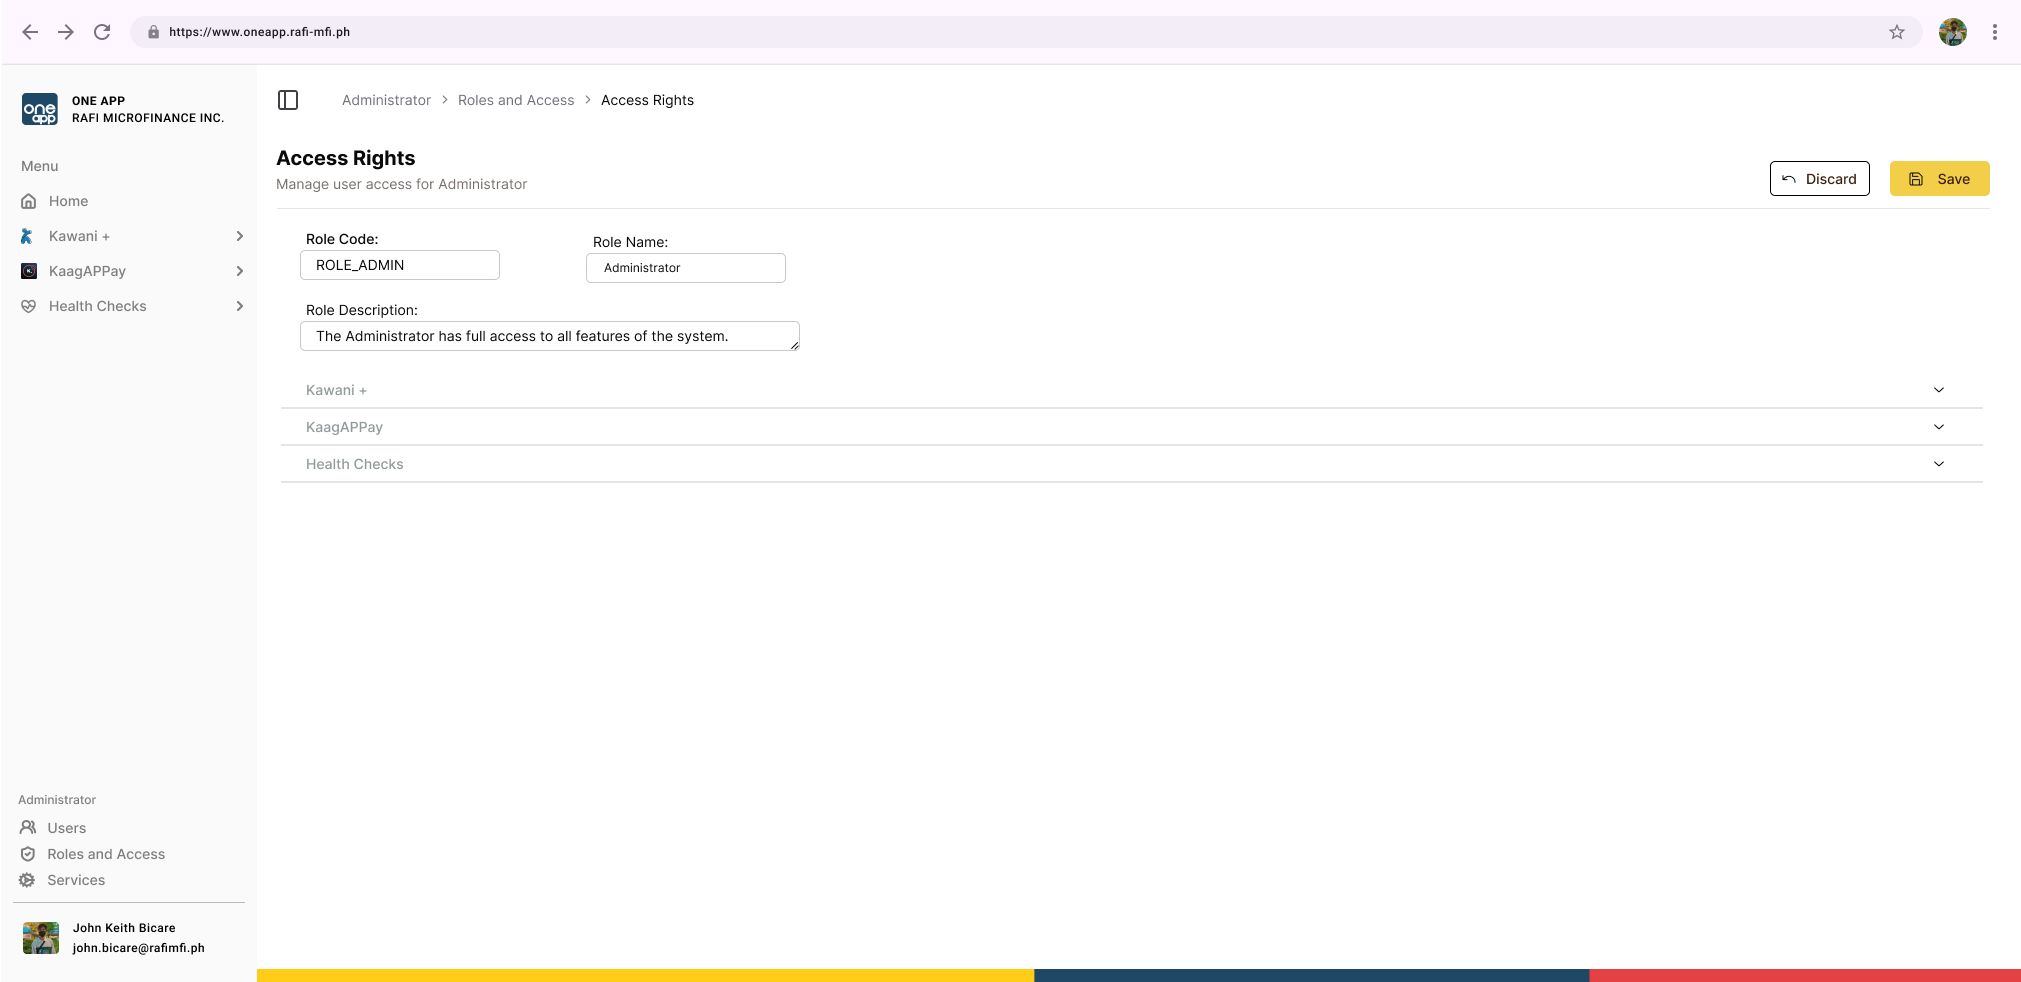 https://www.oneapp.rafi-mfi.ph
one
app
ONE APP
RAFI MICROFINANCE INC.
Menu
Home
Kawani +
KaagAPPay
Health Checks
Administrator
Users
Roles and Access
Services
John Keith Bicare
john.bicare@rafimfi.ph
Administrator > Roles and Access > Access Rights
Access Rights
Manage user access for Administrator
Discard
Save
Role Code:
ROLE_ADMIN
Role Name:
Administrator
Role Description:
The Administrator has full access to all features of the system.
Kawani +
KaagAPPay
Health Checks